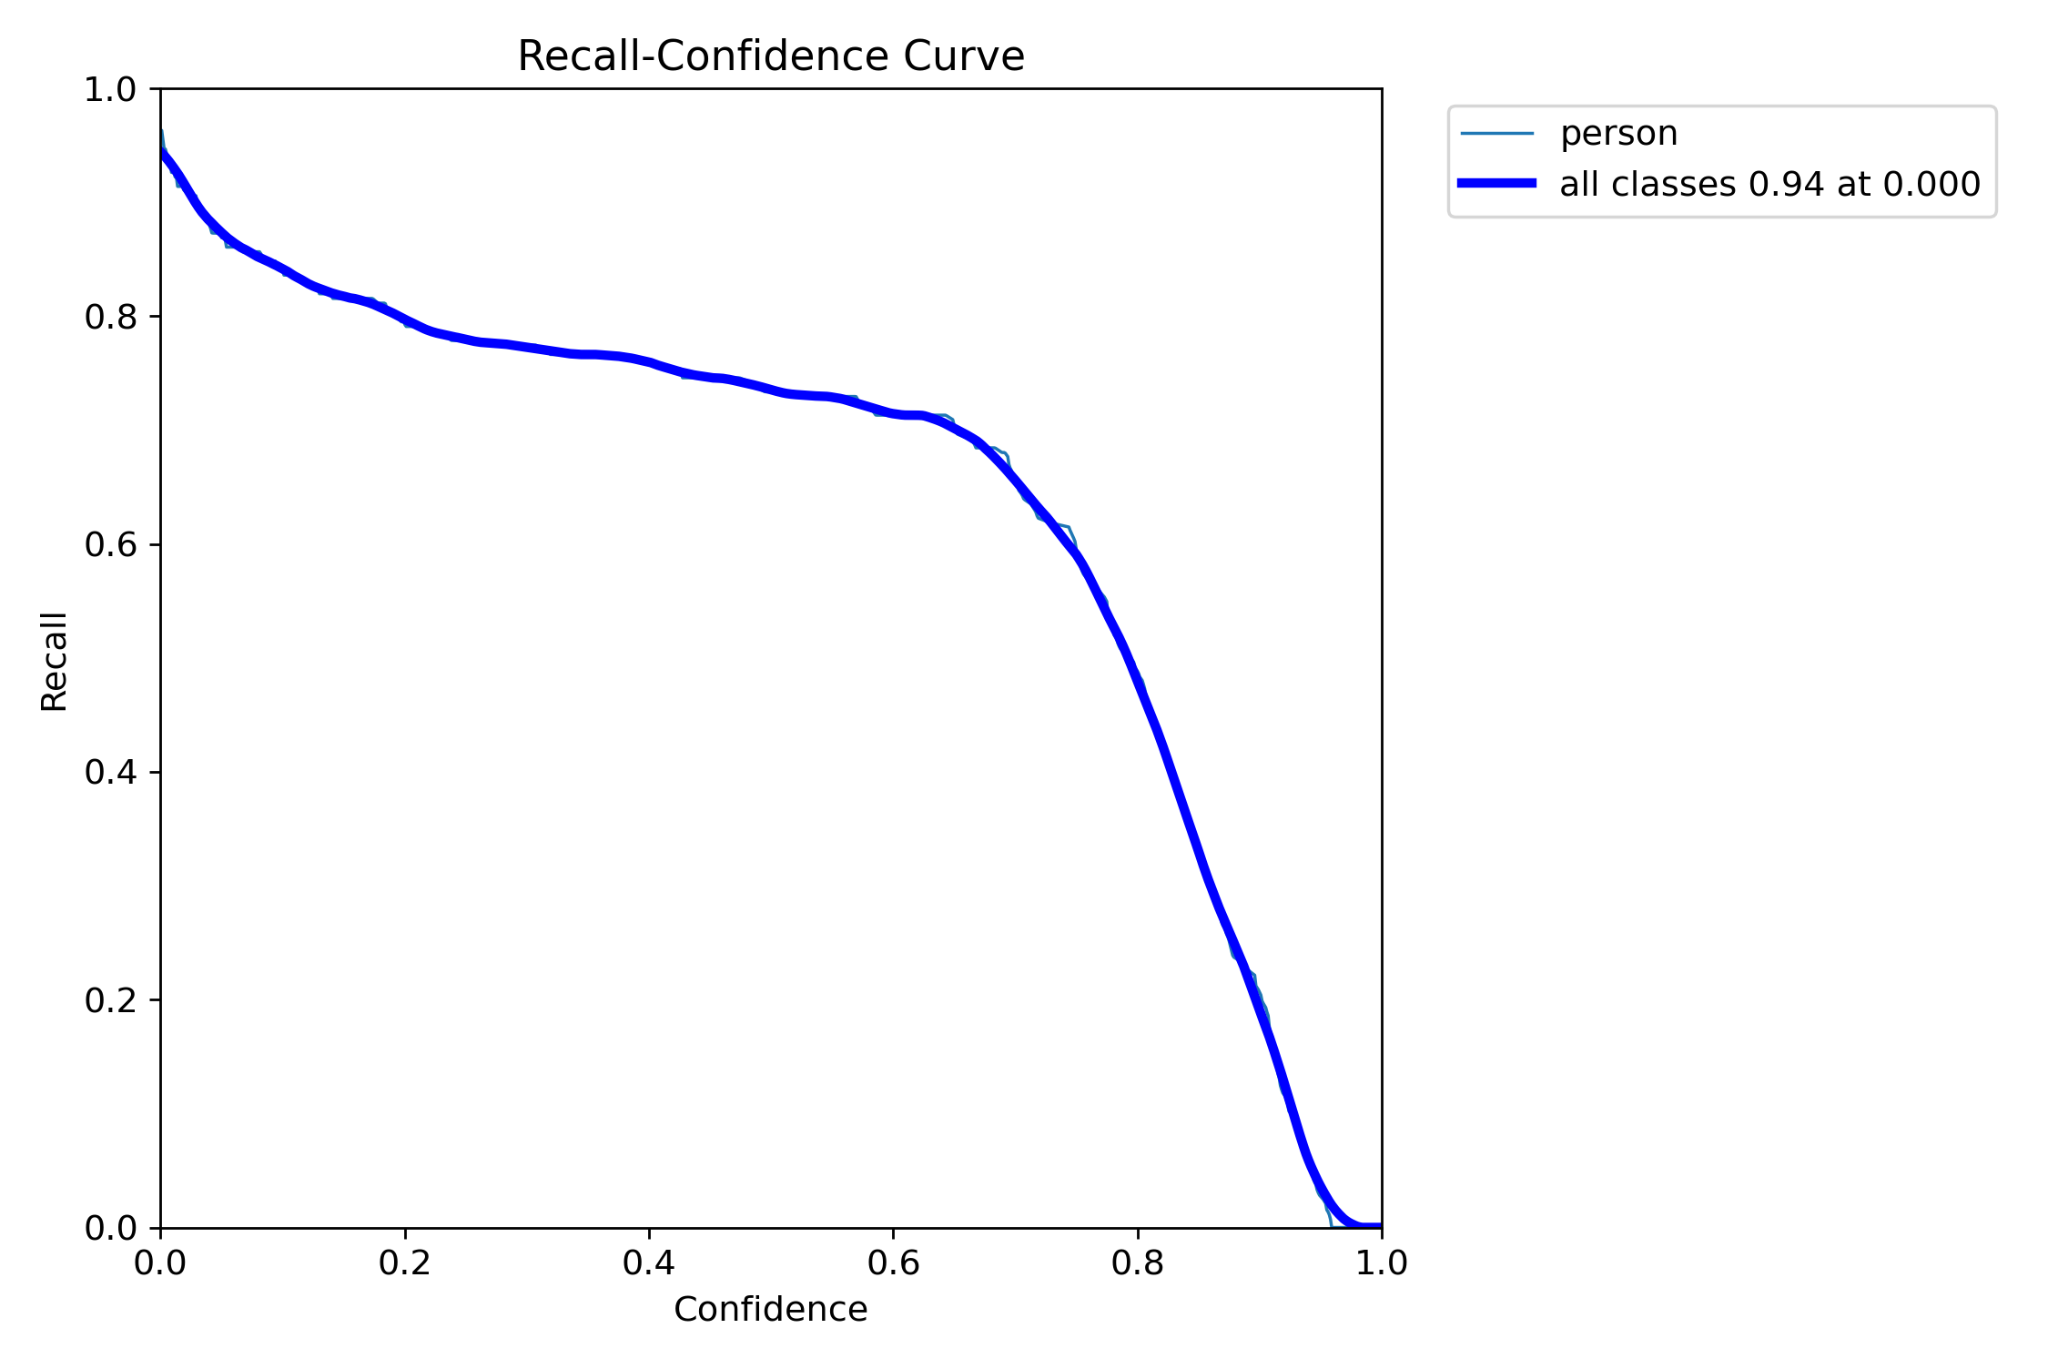 Recall-Confidence Curve
person
all classes 0.94 at 0.000
1.0
0.8
0.6
0.4
0.2
0.0
Recall
0.0 0.2 0.4 0.6 0.8 1.0
Confidence